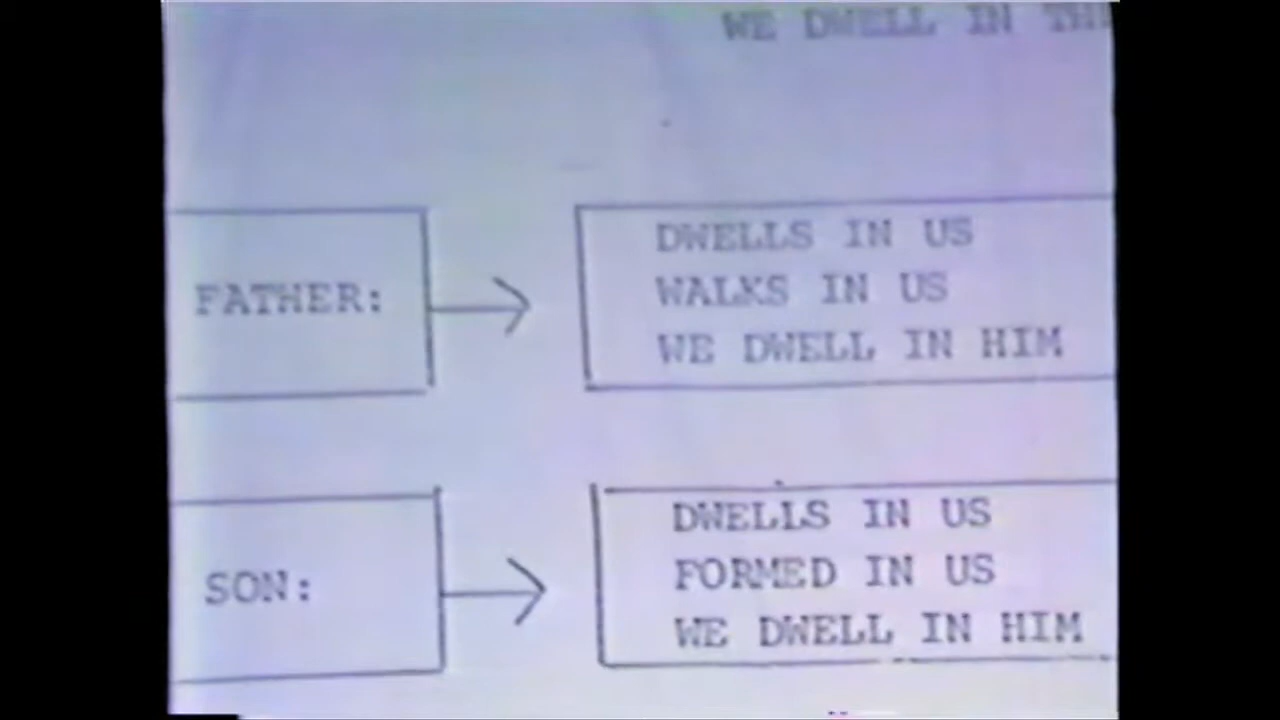 WE DWELL IN
FATHER:
DWELLS IN US
WALKS IN US
WE DWELL IN HIM
SON:
DWELLS IN US
FORMED IN US
WE DWELL IN HIM